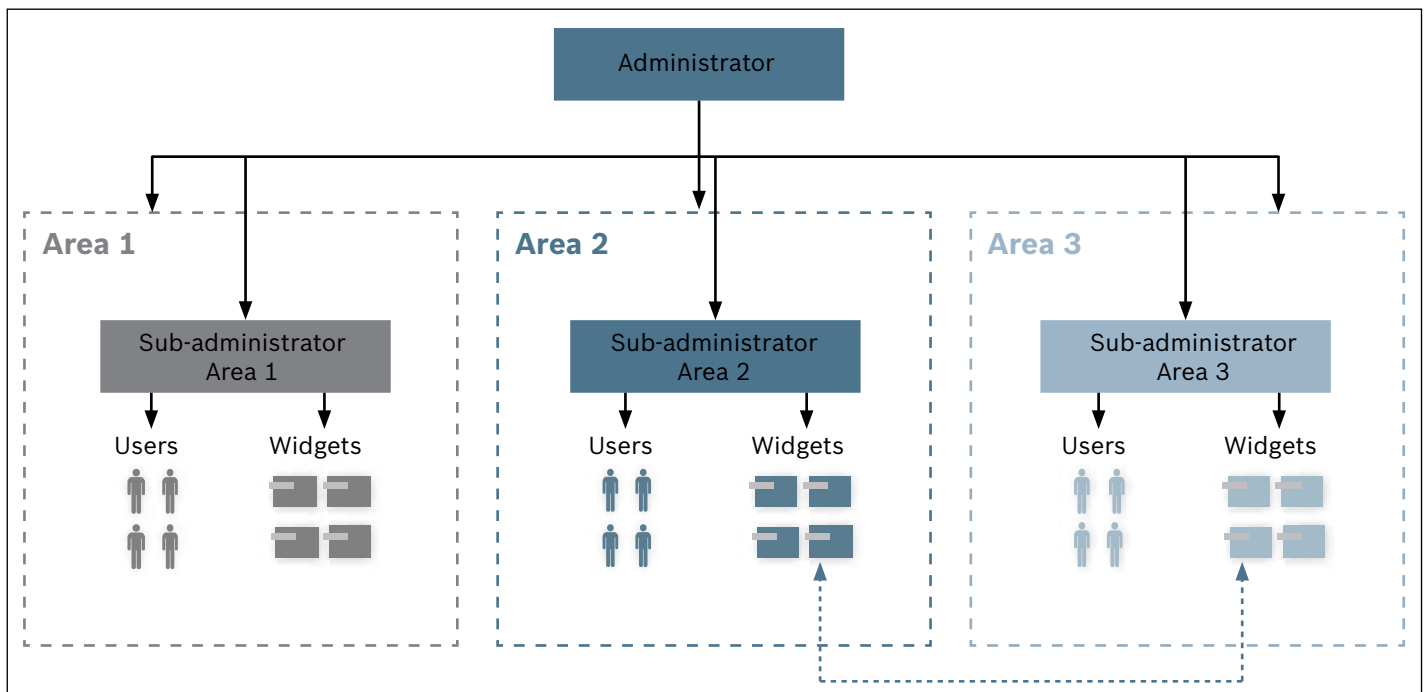 Administrator
Area 1
Area 2
Area 3
Sub-administrator
Area 1
Sub-administrator
Area 2
Sub-administrator
Area 3
Users
Widgets
Users
Widgets
Users
Widgets